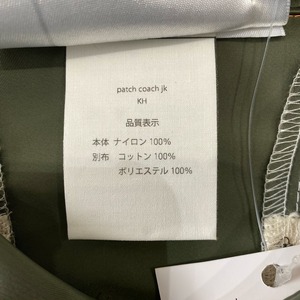 patch coach jk
KH
品質表示
本体 ナイロン 100%
別布 コットン 100%
ポリエステル 100%